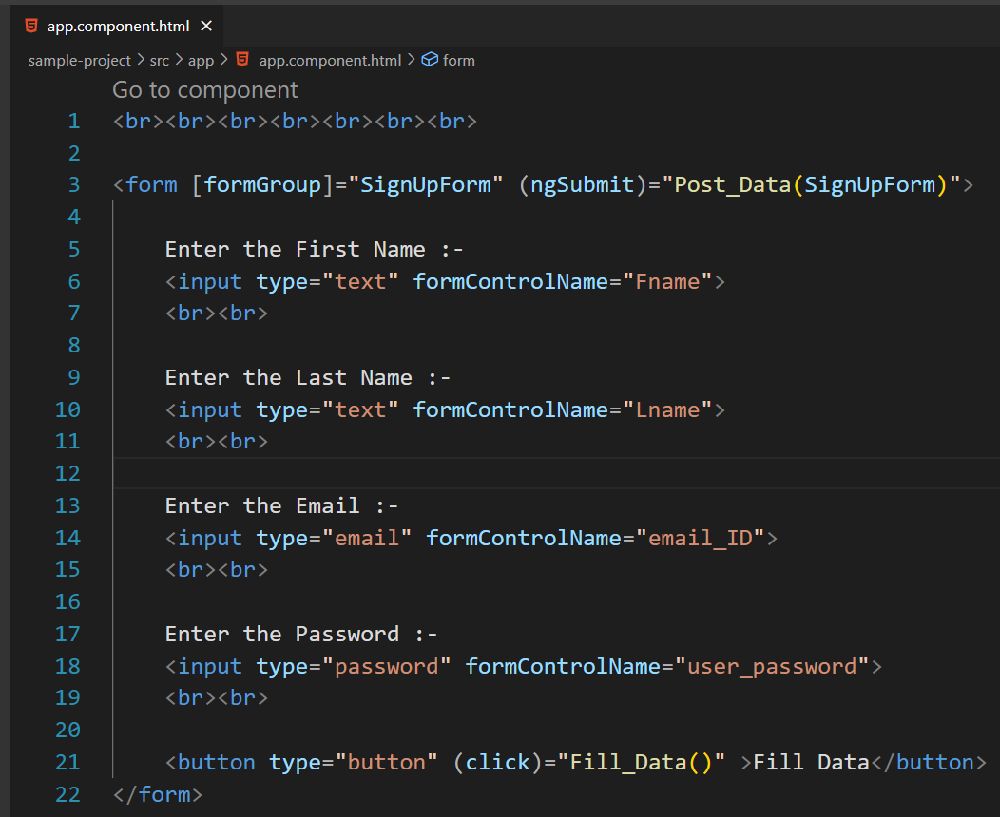 app.component.html ×
sample-project > src > app > app.component.html > form
Go to component
1 <br><br><br><br><br><br><br>
2
3 <form [formGroup]="SignUpForm" (ngSubmit)="Post_Data(SignUpForm)">
4
5 Enter the First Name :-
6 <input type="text" formControlName="Fname">
7 <br><br>
8
9 Enter the Last Name :-
10 <input type="text" formControlName="Lname">
11 <br><br>
12
13 Enter the Email :-
14 <input type="email" formControlName="email_ID">
15 <br><br>
16
17 Enter the Password :-
18 <input type="password" formControlName="user_password">
19 <br><br>
20
21 <button type="button" (click)="Fill_Data()" >Fill Data</button>
22 </form>